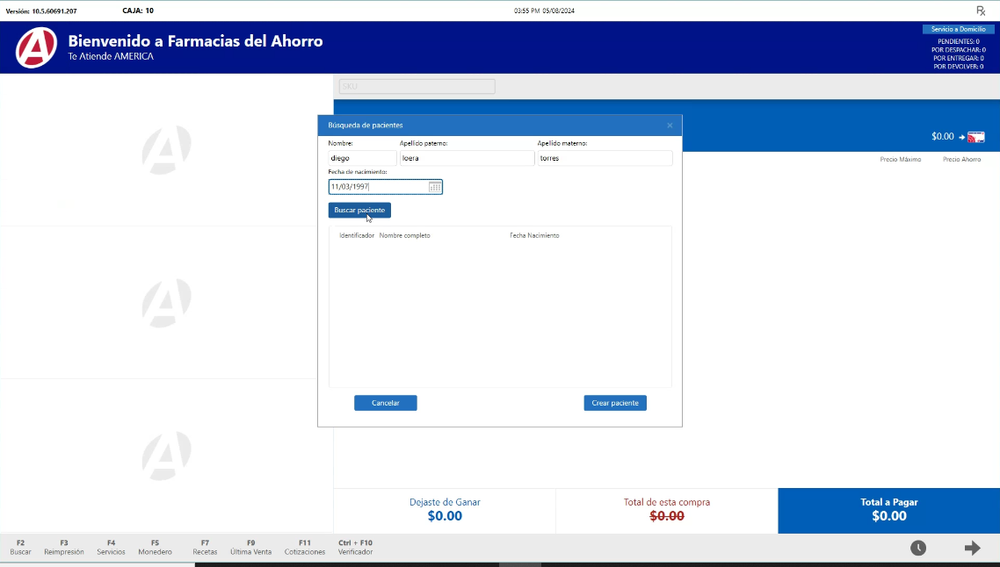 Versión: 10.5.60691.207
CAJA: 10
03:55 PM 05/08/2024
Bienvenido a Farmacias del Ahorro
Te Atiende AMERICA
Servicio a Domicilio
PENDIENTES: 0
POR DESPACHAR: 0
POR ENTREGAR: 0
POR DEVOLVER: 0
SKU
$0.00
Precio Máximo
Precio Ahorro
Búsqueda de pacientes
Nombre: Apellido paterno: Apellido materno:
diego loera torres
Fecha de nacimiento:
11/03/1997
Buscar paciente
Identificador Nombre completo Fecha Nacimiento
Cancelar
Crear paciente
Dejaste de Ganar
$0.00
Total de esta compra
$0.00
Total a Pagar
$0.00
F2 F3 F4 F5 F7 F9 F11 Ctrl + F10
Buscar Reimpresión Servicios Monedero Recetas Última Venta Cotizaciones Verificador